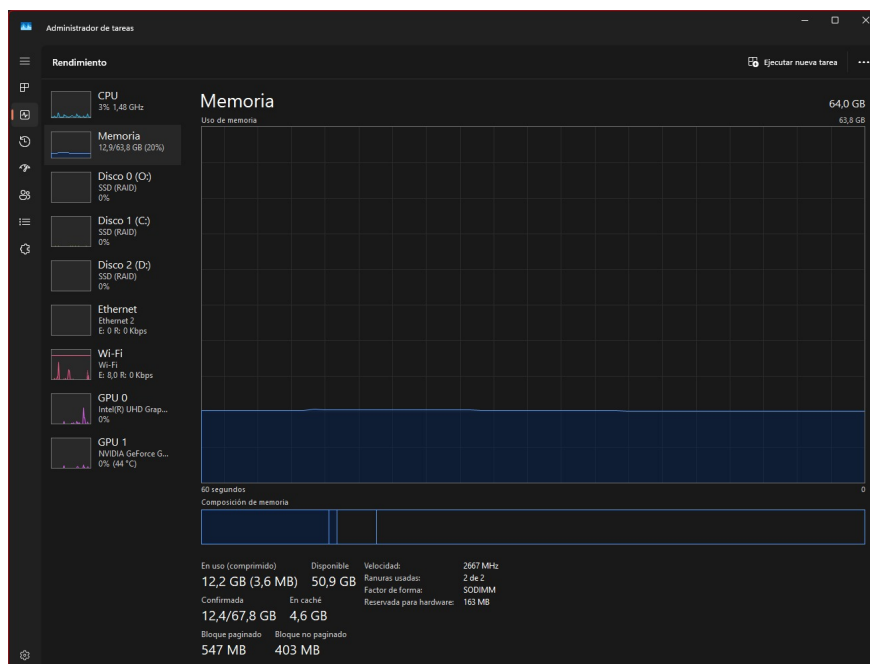 Administrador de tareas
Rendimiento
Ejecutar nueva tarea
CPU
3% 1,48 GHz
Memoria
12,9/63,8 GB (20%)
Disco 0 (O:)
SSD (RAID)
0%
Disco 1 (C:)
SSD (RAID)
0%
Disco 2 (D:)
SSD (RAID)
0%
Ethernet
Ethernet 2
E: 0 R: 0 Kbps
Wi-Fi
Wi-Fi
E: 8,0 R: 0 Kbps
GPU 0
Intel(R) UHD Grap...
0%
GPU 1
NVIDIA GeForce G...
0% (44 °C)
Memoria
64,0 GB
Uso de memoria
63,8 GB
60 segundos
0
Composición de memoria
En uso (comprimido)
Disponible
12,2 GB (3,6 MB)
50,9 GB
Confirmada
En caché
12,4/67,8 GB
4,6 GB
Bloque paginado
Bloque no paginado
547 MB
403 MB
Velocidad: 2667 MHz
Ranuras usadas: 2 de 2
Factor de forma: SODIMM
Reservada para hardware: 163 MB